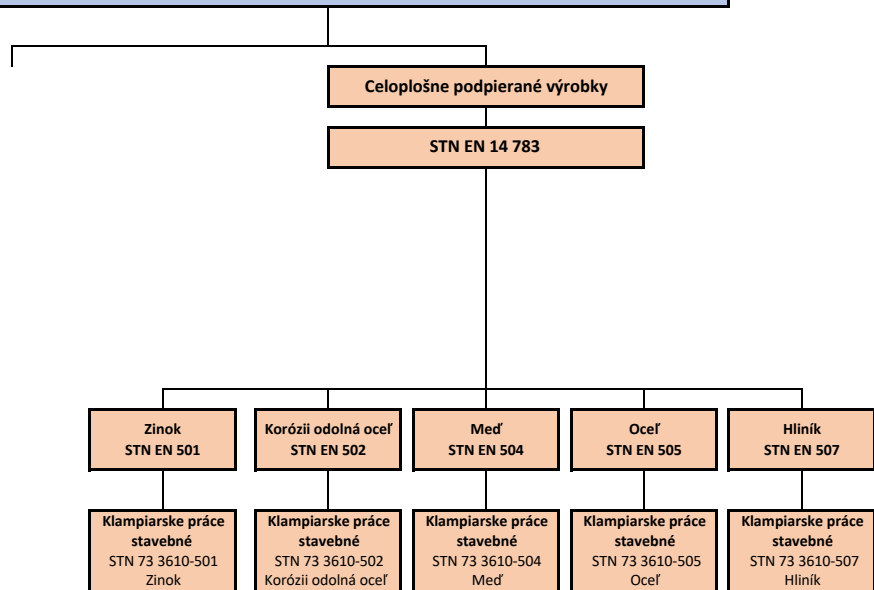 Celoplošne podpierané výrobky
STN EN 14 783
Zinok
STN EN 501
Korózii odolná oceľ
STN EN 502
Meď
STN EN 504
Oceľ
STN EN 505
Hliník
STN EN 507
Klampiarske práce
stavebné
STN 73 3610-501
Zinok
Klampiarske práce
stavebné
STN 73 3610-502
Korózii odolná oceľ
Klampiarske práce
stavebné
STN 73 3610-504
Meď
Klampiarske práce
stavebné
STN 73 3610-505
Oceľ
Klampiarske práce
stavebné
STN 73 3610-507
Hliník